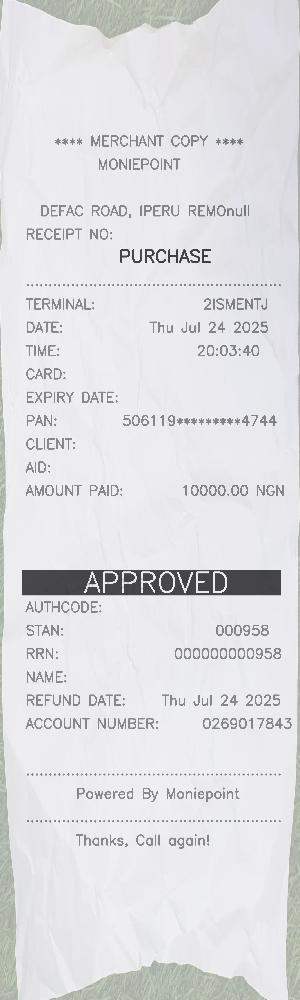 **** MERCHANT COPY ****
MONIEPOINT
DEFAC ROAD, IPERU REMOnull
RECEIPT NO:
PURCHASE
TERMINAL: 2ISMENTJ
DATE: Thu Jul 24 2025
TIME: 20:03:40
CARD:
EXPIRY DATE:
PAN: 506119*********4744
CLIENT:
AID:
AMOUNT PAID: 10000.00 NGN
APPROVED
AUTHCODE:
STAN: 000958
RRN: 000000000958
NAME:
REFUND DATE: Thu Jul 24 2025
ACCOUNT NUMBER: 0269017843
Powered By Moniepoint
Thanks, Call again!